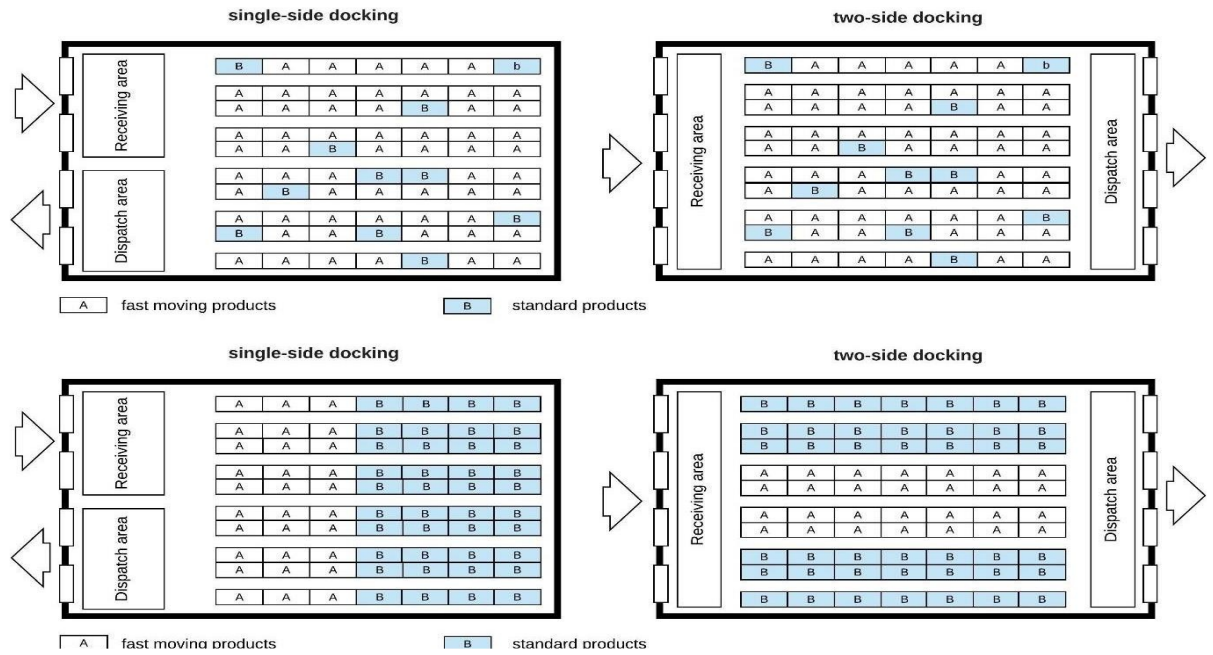 single-side docking
Receiving area
Dispatch area
B A A A A A b
A A A A A A A
A A A A B A A
A A A A A A A
A A B A A A A
A A A B B A A
A B A A A A A
A A A A A A B
B A A B A A A
A A A A B A A
two-side docking
Receiving area
B A A A A A b
A A A A A A A
A A A A B A A
A A A A A A A
A A B A A A A
A A A B B A A
A B A A A A A
A A A A A A B
B A A B A A A
A A A A B A A
Dispatch area
A fast moving products
B standard products
single-side docking
Receiving area
Dispatch area
A A A B B B B
A A A B B B B
A A A B B B B
A A A B B B B
A A A B B B B
A A A B B B B
A A A B B B B
A A A B B B B
A A A B B B B
A A A B B B B
two-side docking
Receiving area
B B B B B B B
B B B B B B B
B B B B B B B
A A A A A A A
A A A A A A A
A A A A A A A
A A A A A A A
B B B B B B B
B B B B B B B
B B B B B B B
Dispatch area
A fast moving products
B standard products